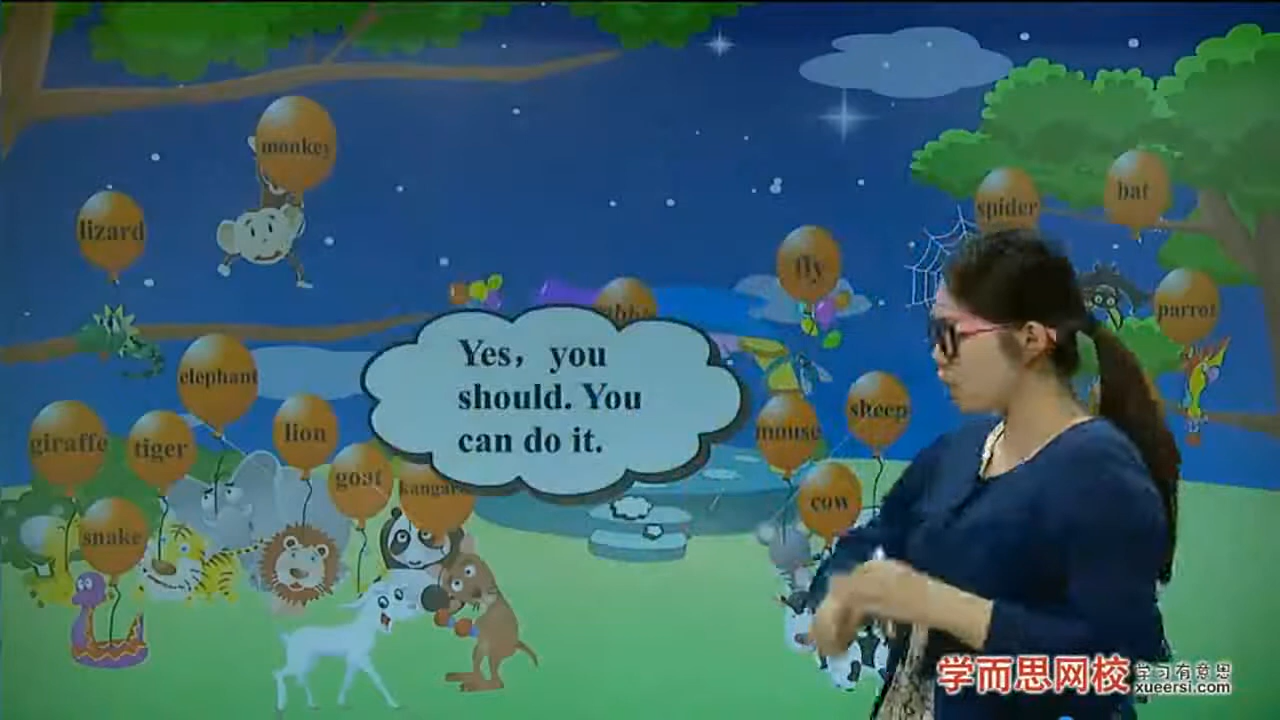 monkey
lizard
spider
bat
fly
parrot
elephant
Yes, you
should. You
can do it.
giraffe
tiger
lion
goat
sheep
mouse
cow
snake
学而思网校
学习有意思
xueersi.com